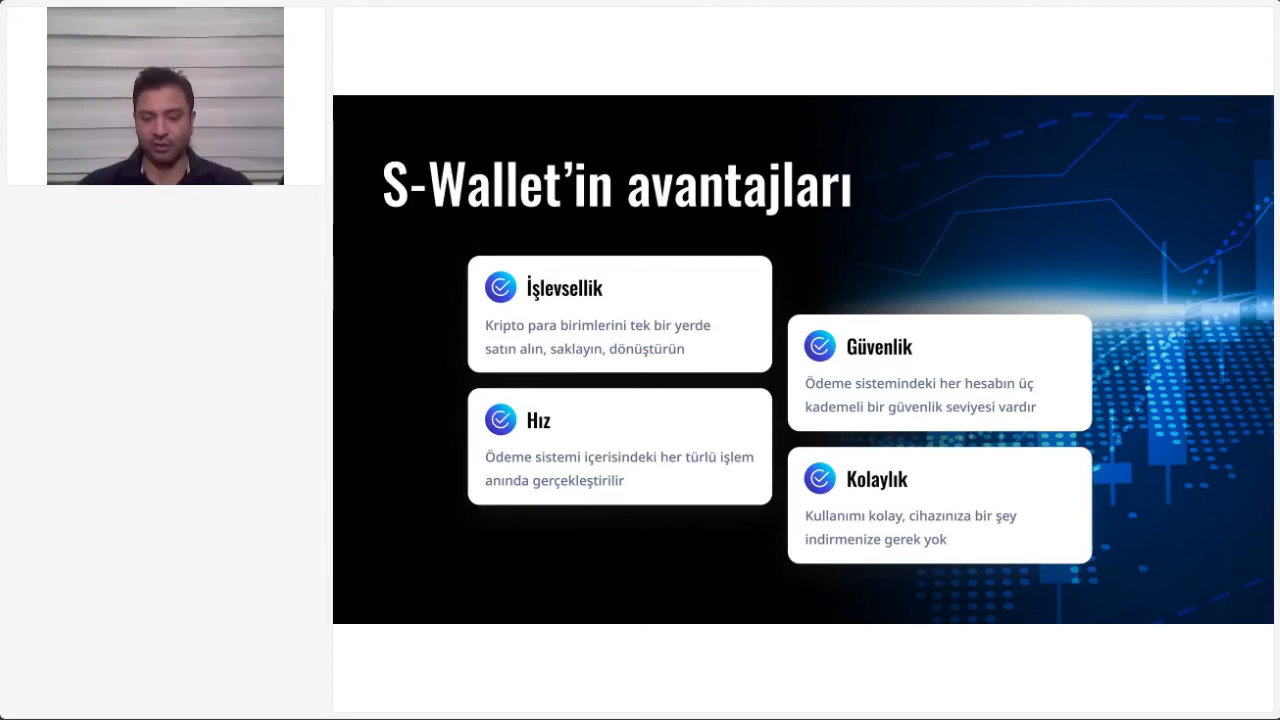 S-Wallet’in avantajları
İşlevsellik
Kripto para birimlerini tek bir yerde
satın alın, saklayın, dönüştürün
Hız
Ödeme sistemi içerisindeki her türlü işlem
anında gerçekleştirilir
Güvenlik
Ödeme sistemindeki her hesabın üç
kademeli bir güvenlik seviyesi vardır
Kolaylık
Kullanımı kolay, cihazınıza bir şey
indirmenize gerek yok